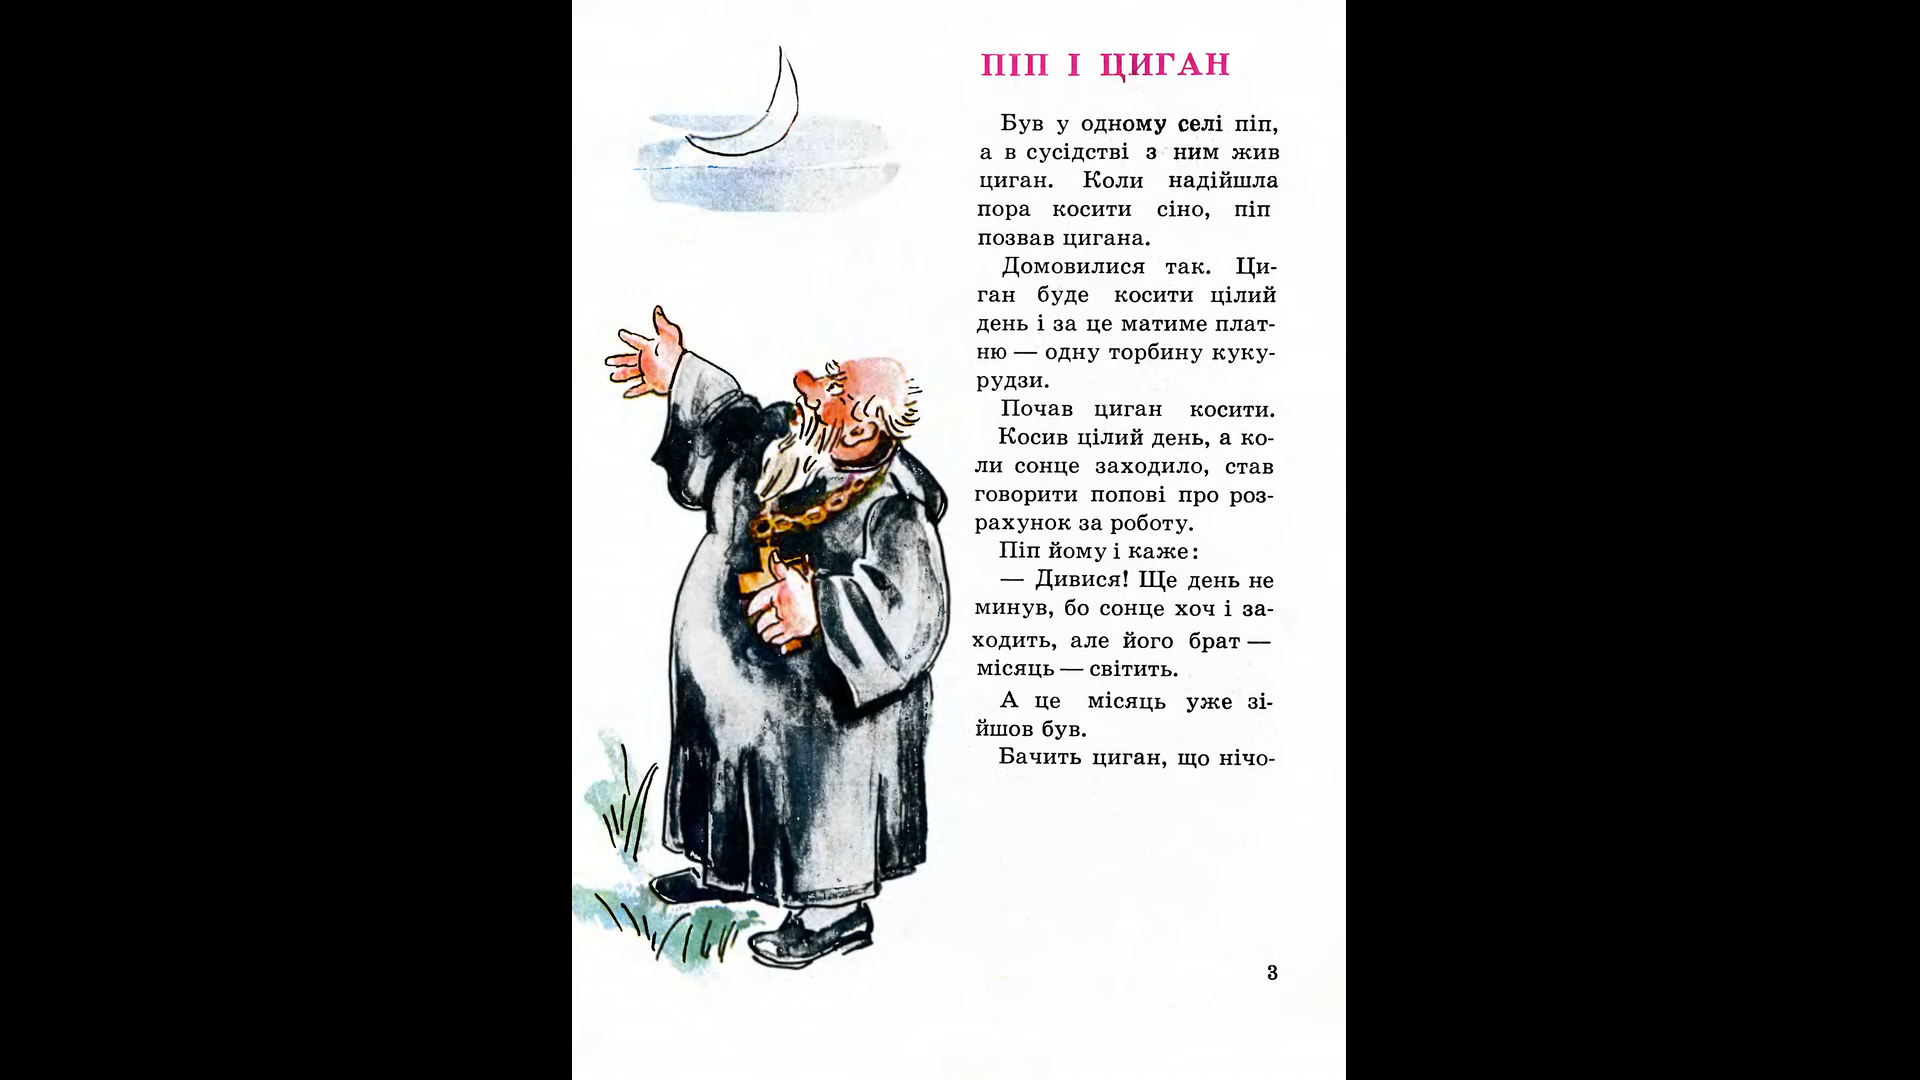 ПІП І ЦИГАН
Був у одному селі піп,
а в сусідстві з ним жив
циган. Коли надійшла
пора косити сіно, піп
позвав цигана.
Домовилися так. Ци-
ган буде косити цілий
день і за це матиме плат-
ню — одну торбину куку-
рудзи.
Почав циган косити.
Косив цілий день, а ко-
ли сонце заходило, став
говорити попові про роз-
рахунок за роботу.
Піп йому і каже:
— Дивися! Ще день не
минув, бо сонце хоч і за-
ходить, але його брат —
місяць — світить.
А це місяць уже зі-
йшов був.
Бачить циган, що нічо-
3